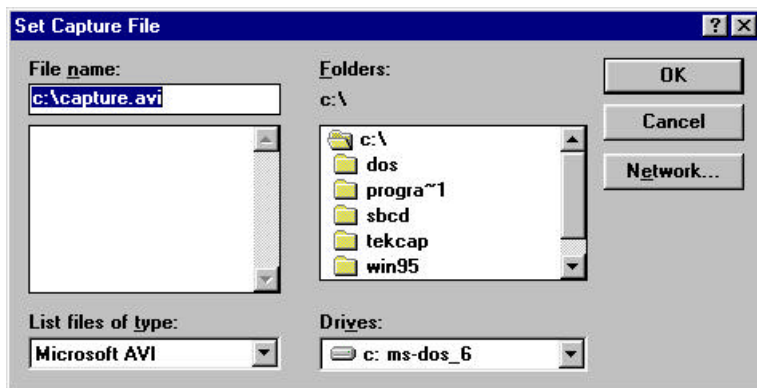 Set Capture File
File name:
c:\capture.avi
List files of type:
Microsoft AVI
Folders:
c:\
c:\
dos
progra~1
sbcd
tekcap
win95
Drives:
c: ms-dos_6
OK
Cancel
Network...